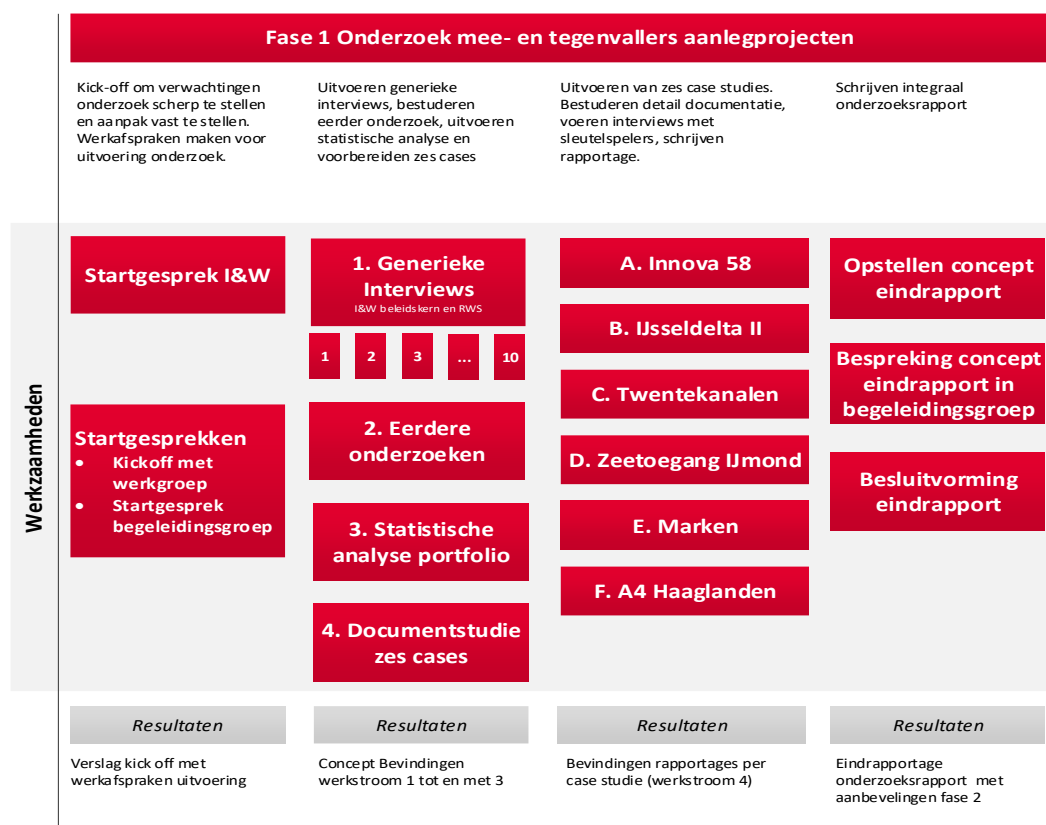 Fase 1 Onderzoek mee- en tegenvallers aanlegprojecten
Kick-off om verwachtingen
onderzoek scherp te stellen
en aanpak vast te stellen.
Werkafspraken maken voor
uitvoering onderzoek.
Uitvoeren generieke
interviews, bestuderen
eerder onderzoek, uitvoeren
statistische analyse en
voorbereiden zes cases
Uitvoeren van zes case studies.
Bestuderen detail documentatie,
voeren interviews met
sleutelspelers, schrijven
rapportage.
Schrijven integraal
onderzoeksrapport
Werkzaamheden
Startgesprek I&W
Startgesprekken
• Kickoff met
werkgroep
• Startgesprek
begeleidingsgroep
1. Generieke
Interviews
I&W beleidskern en RWS
1 2 3 ... 10
2. Eerdere
onderzoeken
3. Statistische
analyse portfolio
4. Documentstudie
zes cases
A. Innova 58
B. IJsseldelta II
C. Twentekanalen
D. Zeetoegang IJmond
E. Marken
F. A4 Haaglanden
Opstellen concept
eindrapport
Bespreking concept
eindrapport in
begeleidingsgroep
Besluitvorming
eindrapport
Resultaten
Verslag kick off met
werkafspraken uitvoering
Resultaten
Concept Bevindingen
werkstroom 1 tot en met 3
Resultaten
Bevindingen rapportages per
case studie (werkstroom 4)
Resultaten
Eindrapportage
onderzoeksrapport met
aanbevelingen fase 2